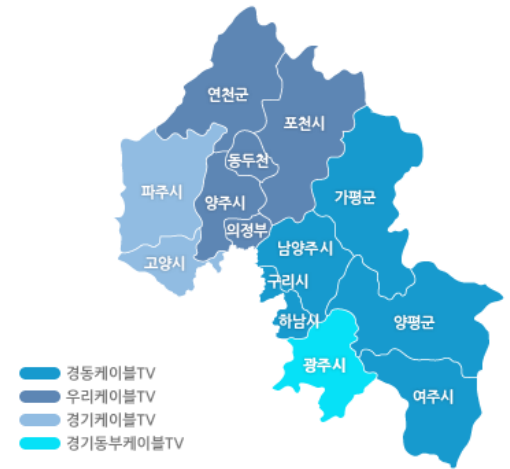 연천군
포천시
동두천
파주시
양주시
가평군
의정부
남양주시
고양시
구리시
하남시
양평군
광주시
여주시
경동케이블TV
우리케이블TV
경기케이블TV
경기동부케이블TV